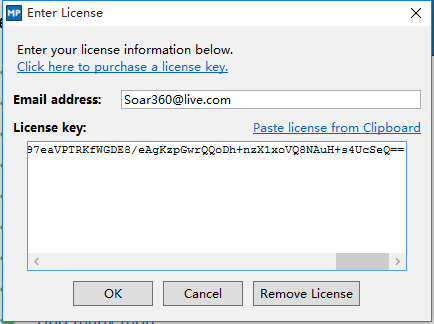 MP Enter License
Enter your license information below.
Click here to purchase a license key.
Email address: Soar360@live.com
License key: Paste license from Clipboard
97eaVPTRKfWGDE8/eAgKzpGwrQQoDh+nzX1xoVQ8NAuH+s4UcSeQ==
OK Cancel Remove License